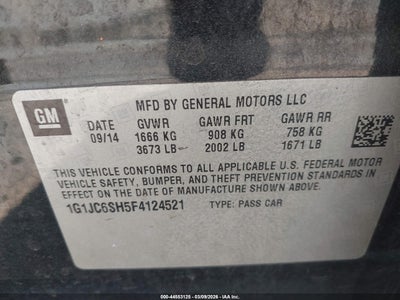 GM
MFD BY GENERAL MOTORS LLC
DATE GVWR GAWR FRT GAWR RR
09/14 1666 KG 908 KG 758 KG
3673 LB 2002 LB 1671 LB
THIS VEHICLE CONFORMS TO ALL APPLICABLE U.S. FEDERAL MOTOR
VEHICLE SAFETY, BUMPER, AND THEFT PREVENTION STANDARDS
IN EFFECT ON THE DATE OF MANUFACTURE SHOWN ABOVE.
1G1JC6SH5F4124521 TYPE: PASS CAR
000-44553125 - 03/09/2026 - © IAA, Inc.